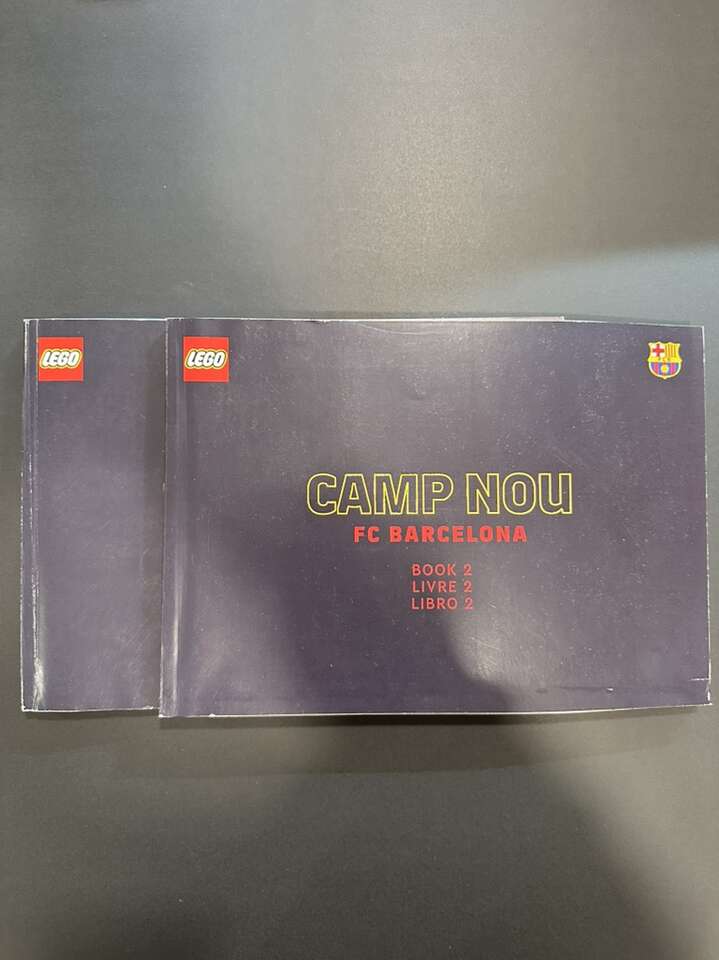 LEGO
LEGO
CAMP NOU
FC BARCELONA
BOOK 2
LIVRE 2
LIBRO 2